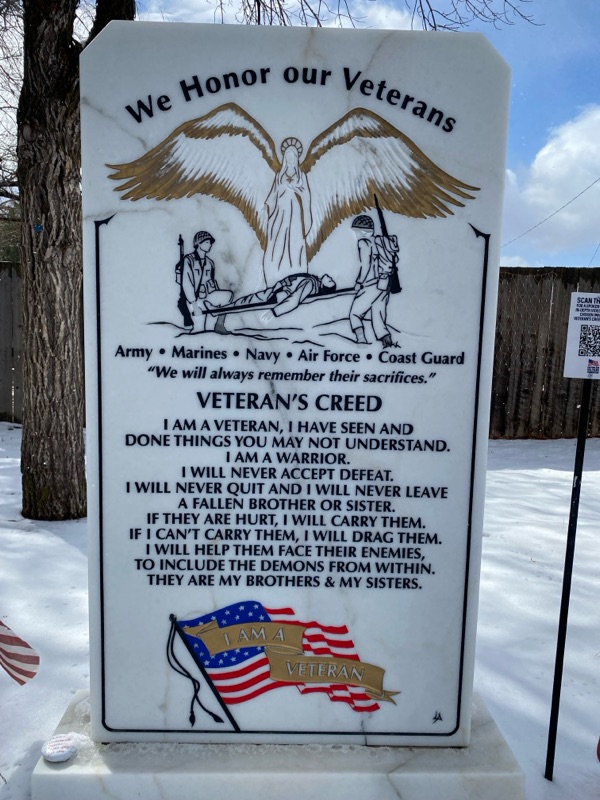 We Honor our Veterans
Army • Marines • Navy • Air Force • Coast Guard
"We will always remember their sacrifices."
VETERAN'S CREED
I AM A VETERAN, I HAVE SEEN AND
DONE THINGS YOU MAY NOT UNDERSTAND.
I AM A WARRIOR.
I WILL NEVER ACCEPT DEFEAT.
I WILL NEVER QUIT AND I WILL NEVER LEAVE
A FALLEN BROTHER OR SISTER.
IF THEY ARE HURT, I WILL CARRY THEM.
IF I CAN'T CARRY THEM, I WILL DRAG THEM.
I WILL HELP THEM FACE THEIR ENEMIES,
TO INCLUDE THE DEMONS FROM WITHIN.
THEY ARE MY BROTHERS & MY SISTERS.
I AM A
VETERAN
SCAN
FOR A SPOKEN